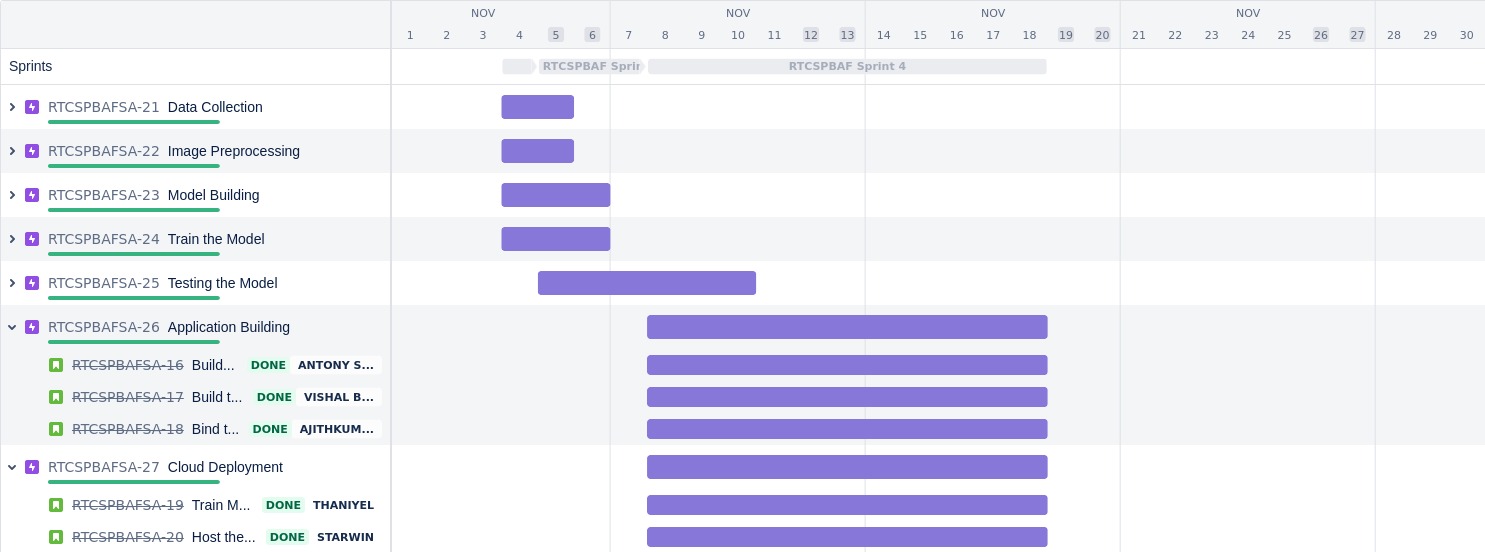 NOV NOV NOV NOV
1 2 3 4 5 6 7 8 9 10 11 12 13 14 15 16 17 18 19 20 21 22 23 24 25 26 27 28 29 30
Sprints RTCSPBAF Sprin RTCSPBAF Sprint 4
RTCSPBAFSA-21 Data Collection
RTCSPBAFSA-22 Image Preprocessing
RTCSPBAFSA-23 Model Building
RTCSPBAFSA-24 Train the Model
RTCSPBAFSA-25 Testing the Model
RTCSPBAFSA-26 Application Building
RTCSPBAFSA-16 Build... DONE ANTONY S...
RTCSPBAFSA-17 Build t... DONE VISHAL B...
RTCSPBAFSA-18 Bind t... DONE AJITHKUM...
RTCSPBAFSA-27 Cloud Deployment
RTCSPBAFSA-19 Train M... DONE THANIYEL
RTCSPBAFSA-20 Host the... DONE STARWIN